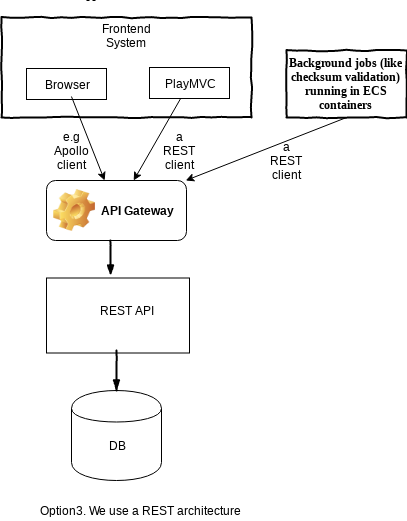 Frontend
System
Browser
PlayMVC
Background jobs (like
checksum validation)
running in ECS
containers
e.g
Apollo
client
a
REST
client
a
REST
client
API Gateway
REST API
DB
Option3. We use a REST architecture